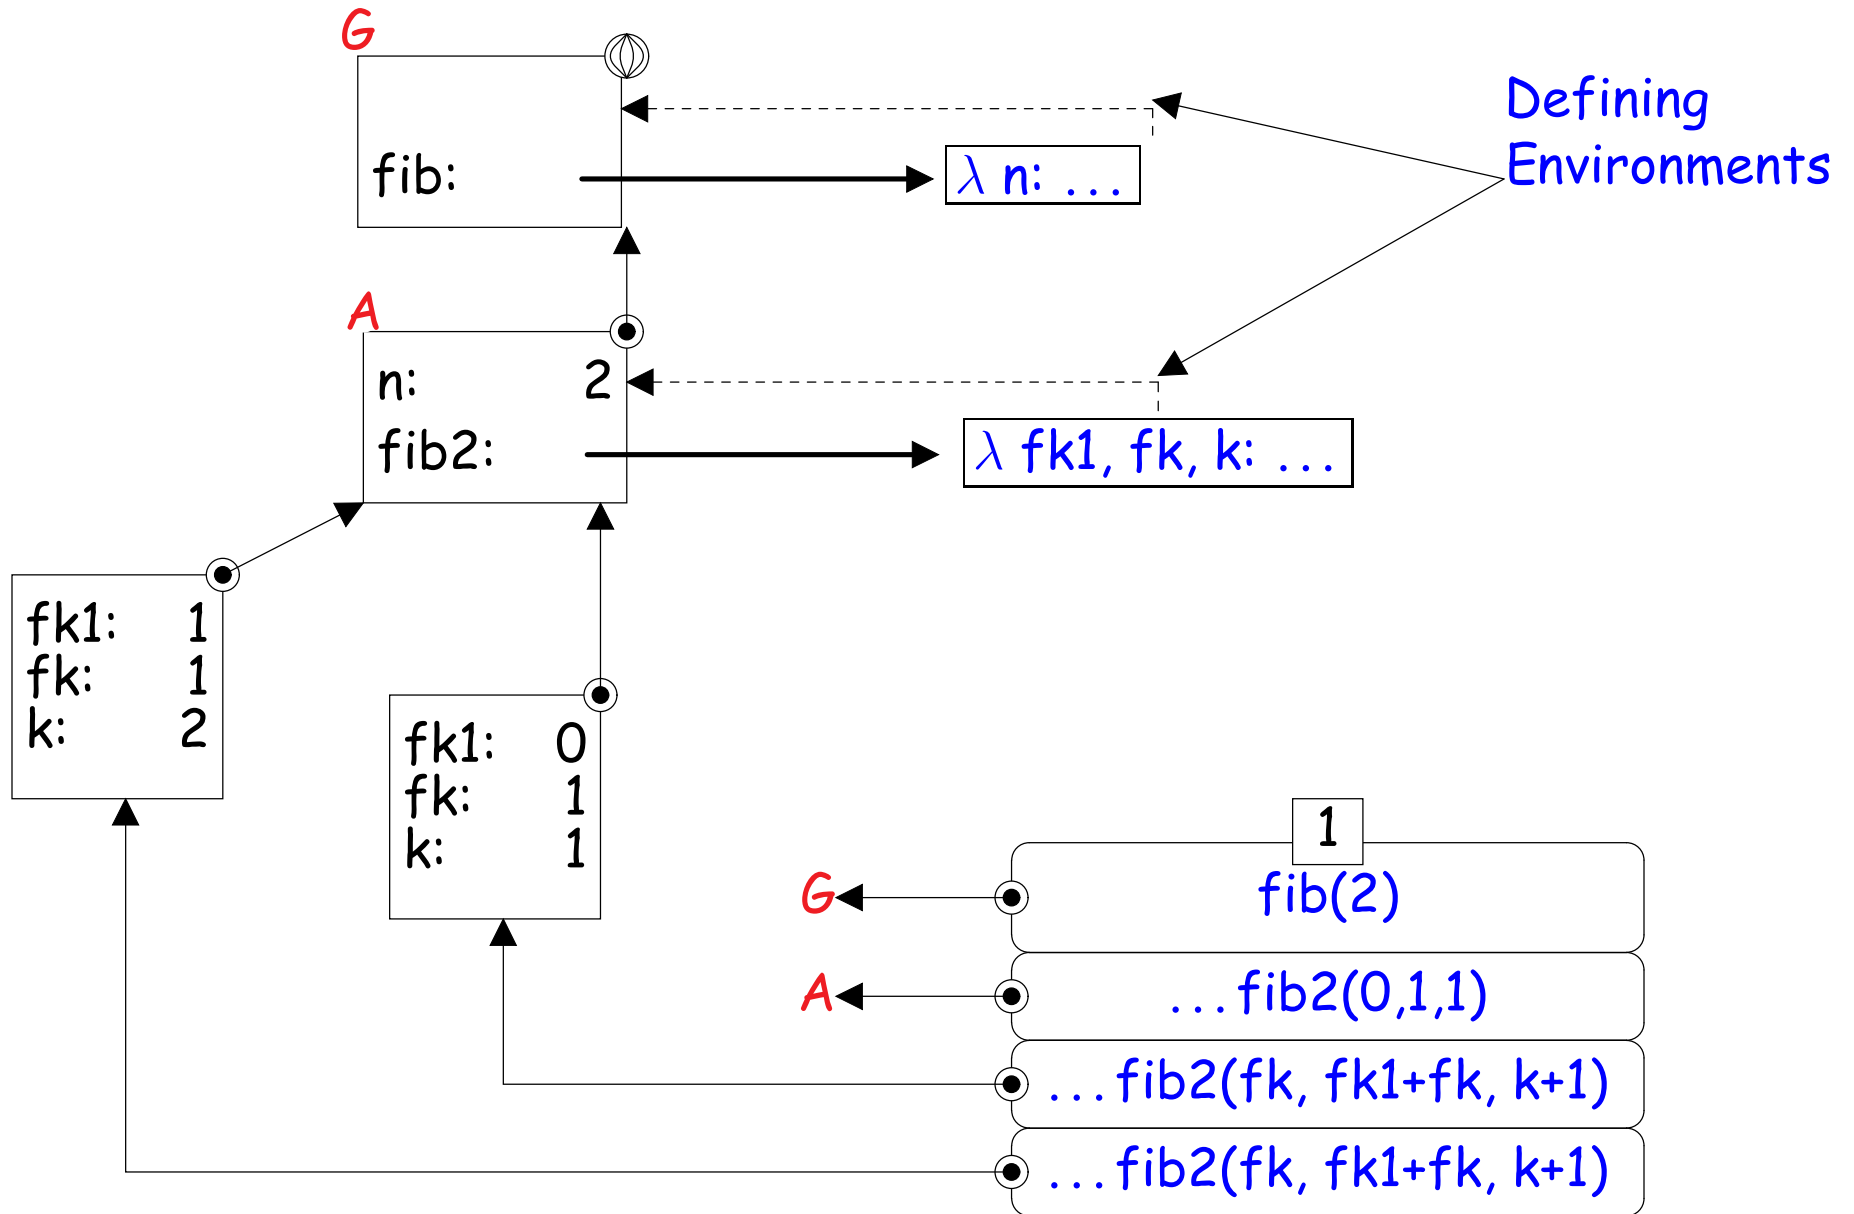 G
fib:
λ n: ...
Defining
Environments
A
n: 2
fib2:
λ fk1, fk, k: ...
fk1: 1
fk: 1
k: 2
fk1: 0
fk: 1
k: 1
1
G
fib(2)
A
...fib2(0,1,1)
...fib2(fk, fk1+fk, k+1)
...fib2(fk, fk1+fk, k+1)